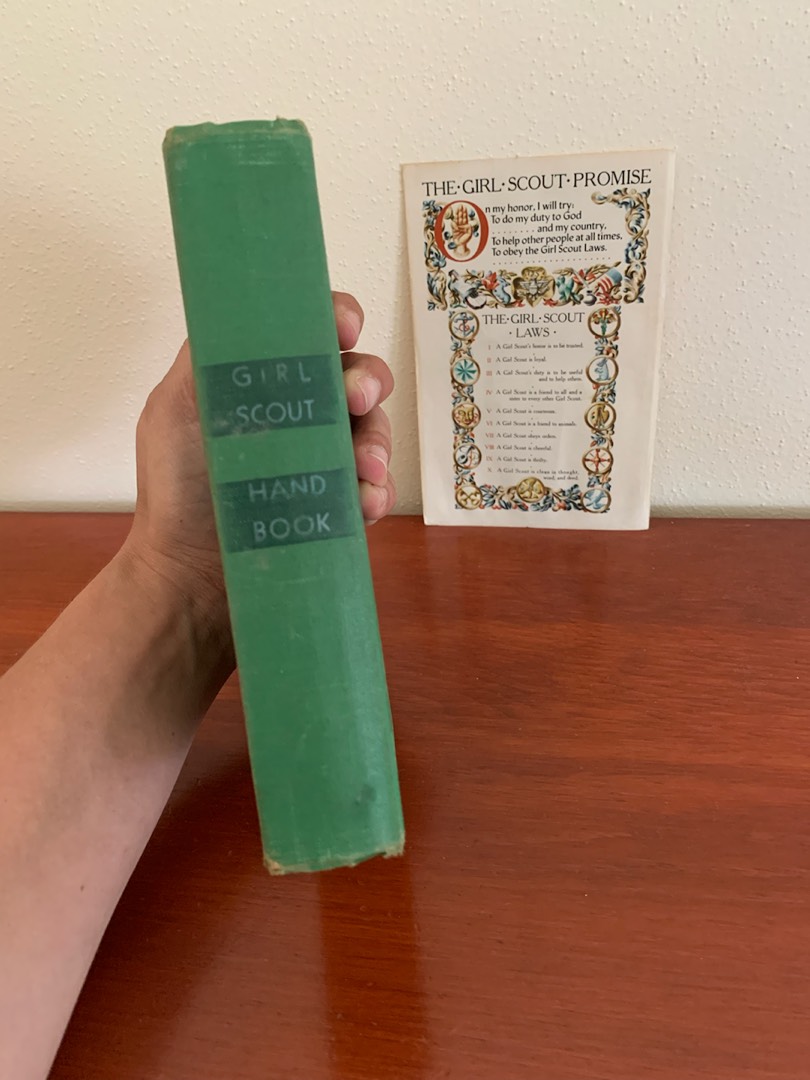 GIRL
SCOUT
HAND
BOOK
THE·GIRL·SCOUT·PROMISE
On my honor, I will try:
To do my duty to God
........ and my country,
To help other people at all times,
To obey the Girl Scout Laws.
....................
THE·GIRL·SCOUT
·LAWS·
I A Girl Scout's honor is to be trusted.
II A Girl Scout is loyal.
III A Girl Scout's duty is to be useful
and to help others.
IV A Girl Scout is a friend to all and a
sister to every other Girl Scout.
V A Girl Scout is courteous.
VI A Girl Scout is a friend to animals.
VII A Girl Scout obeys orders.
VIII A Girl Scout is cheerful.
IX A Girl Scout is thrifty.
X A Girl Scout is clean in thought,
word, and deed.